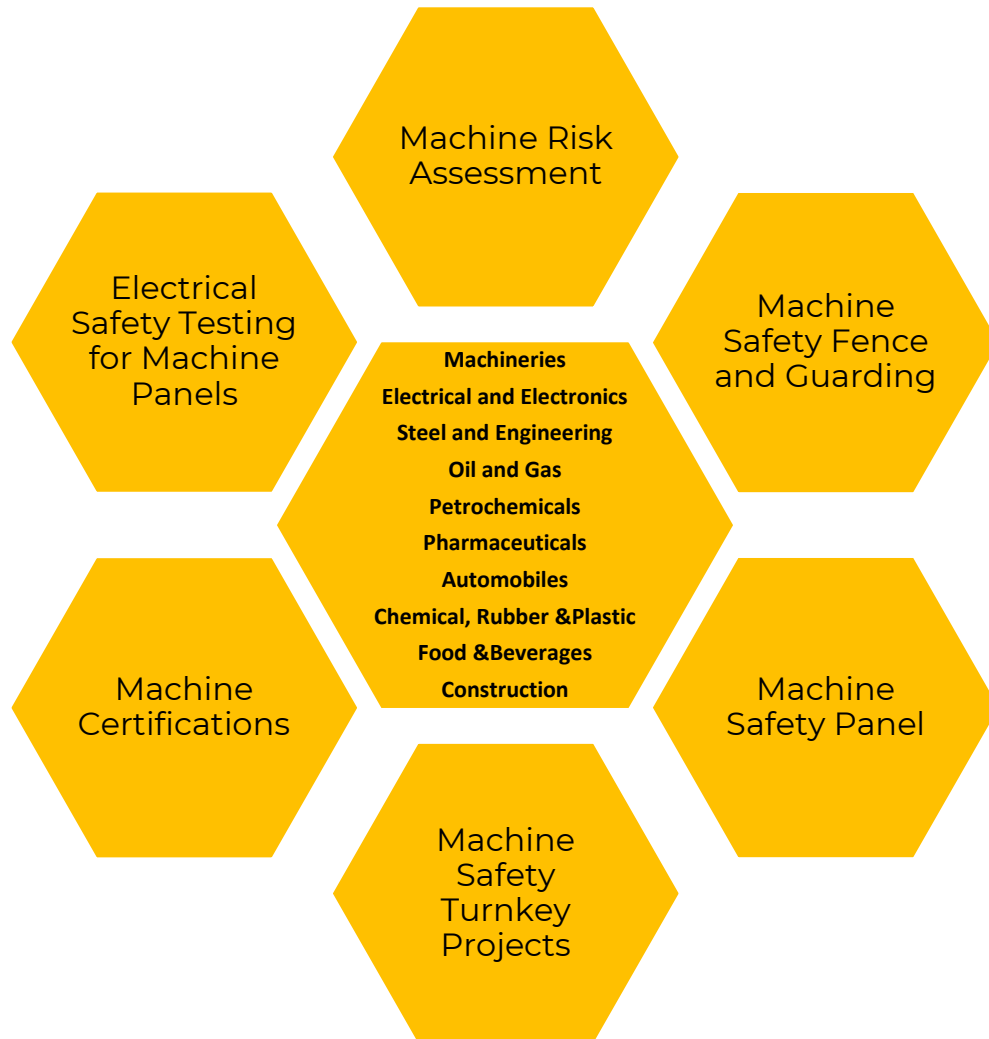 Machine Risk
Assessment
Electrical
Safety Testing
for Machine
Panels
Machine
Safety Fence
and Guarding
Machineries
Electrical and Electronics
Steel and Engineering
Oil and Gas
Petrochemicals
Pharmaceuticals
Automobiles
Chemical, Rubber &Plastic
Food &Beverages
Construction
Machine
Certifications
Machine
Safety Panel
Machine
Safety
Turnkey
Projects